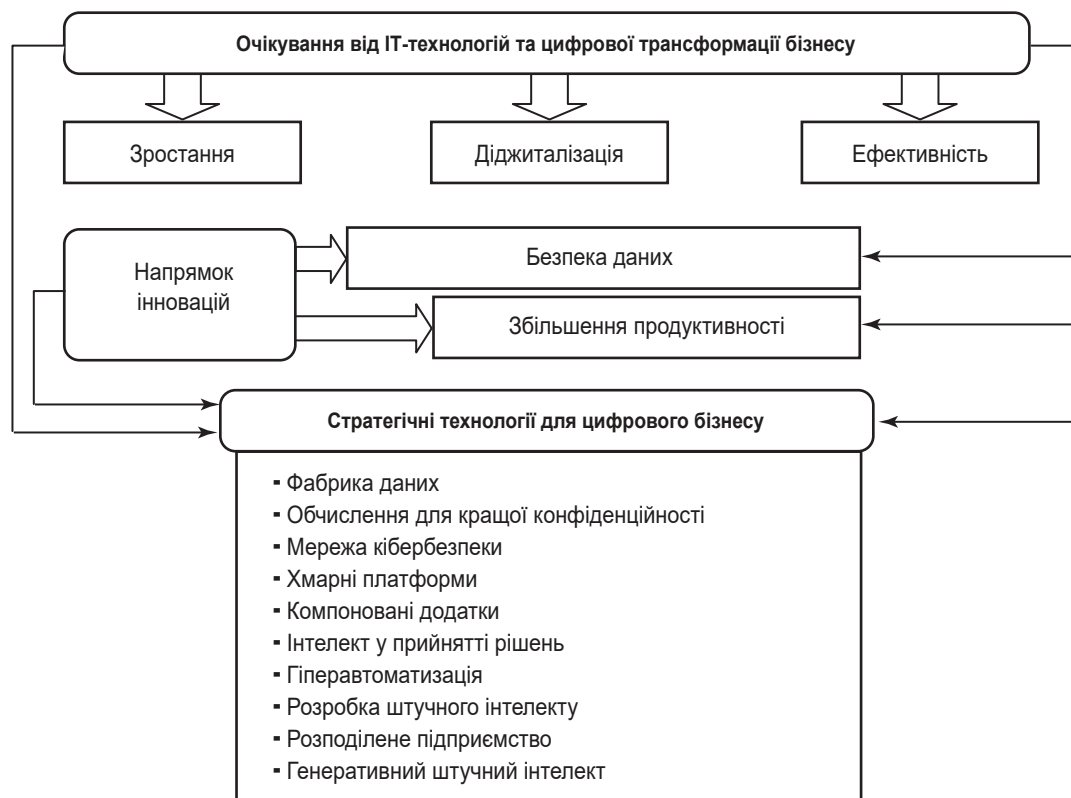 Очікування від ІТ-технологій та цифрової трансформації бізнесу
Зростання
Діджиталізація
Ефективність
Напрямок
інновацій
Безпека даних
Збільшення продуктивності
Стратегічні технології для цифрового бізнесу
- Фабрика даних
- Обчислення для кращої конфіденційності
- Мережа кібербезпеки
- Хмарні платформи
- Компоновані додатки
- Інтелект у прийнятті рішень
- Гіперавтоматизація
- Розробка штучного інтелекту
- Розподілене підприємство
- Генеративний штучний інтелект